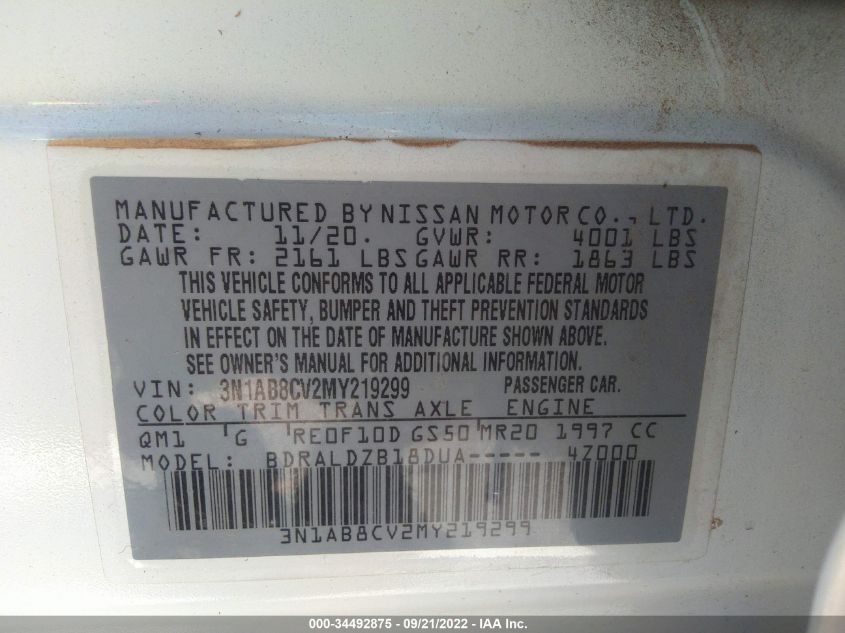 MANUFACTURED BY NISSAN MOTOR CO., LTD.
DATE: 11/20. GVWR: 4001 LBS
GAWR FR: 2161 LBS GAWR RR: 1863 LBS
THIS VEHICLE CONFORMS TO ALL APPLICABLE FEDERAL MOTOR
VEHICLE SAFETY, BUMPER AND THEFT PREVENTION STANDARDS
IN EFFECT ON THE DATE OF MANUFACTURE SHOWN ABOVE.
SEE OWNER'S MANUAL FOR ADDITIONAL INFORMATION.
VIN: 3N1AB8CV2MY219299 PASSENGER CAR.
COLOR TRIM TRANS AXLE ENGINE
QM1 G RE0F10D GS50 MR20 1997 CC
MODEL: BDRALDZB18DUA----- 4Z000
3N1AB8CV2MY219299
000-34492875 - 09/21/2022 - IAA Inc.